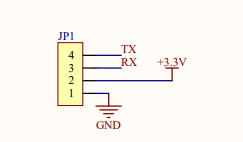 JP1
4 TX
3 RX +3.3V
2
1
GND